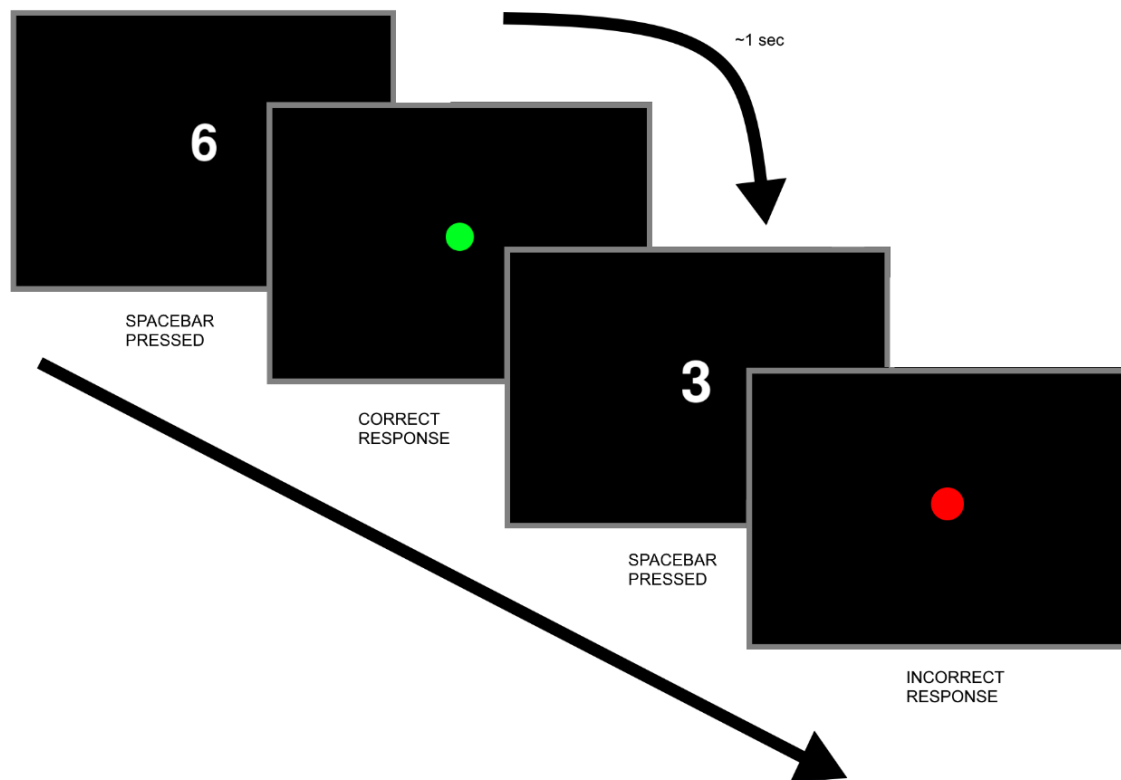 ~1 sec
6
SPACEBAR
PRESSED
CORRECT
RESPONSE
3
SPACEBAR
PRESSED
INCORRECT
RESPONSE